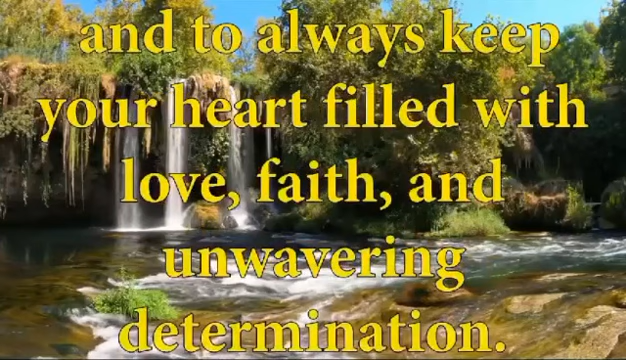 and to always keep
your heart filled with
love, faith, and
unwavering
determination.